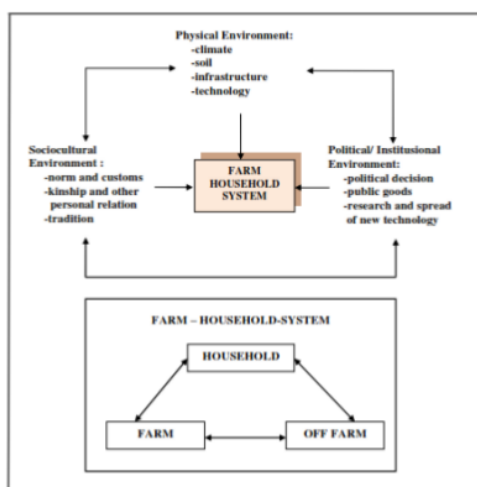 Physical Environment:
-climate
-soil
-infrastructure
-technology
Sociocultural
Environment :
-norm and customs
-kinship and other
personal relation
-tradition
FARM
HOUSEHOLD
SYSTEM
Political/ Institusional
Environment:
-political decision
-public goods
-research and spread
of new technology
FARM – HOUSEHOLD-SYSTEM
HOUSEHOLD
FARM
OFF FARM